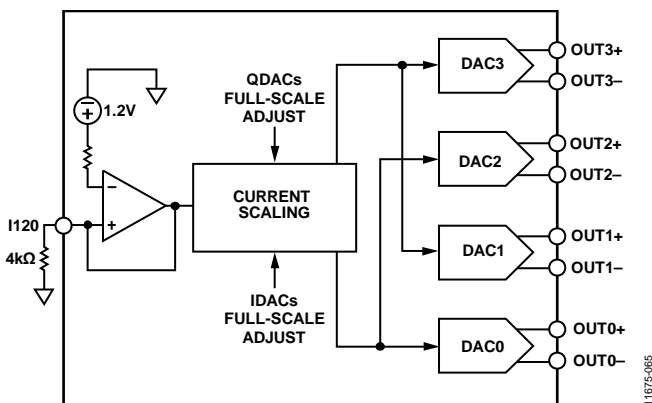 QDACs
FULL-SCALE
ADJUST
1.2V
CURRENT
SCALING
I120
4kΩ
IDACs
FULL-SCALE
ADJUST
DAC3
OUT3+
OUT3–
DAC2
OUT2+
OUT2–
DAC1
OUT1+
OUT1–
DAC0
OUT0+
OUT0–
11675-065